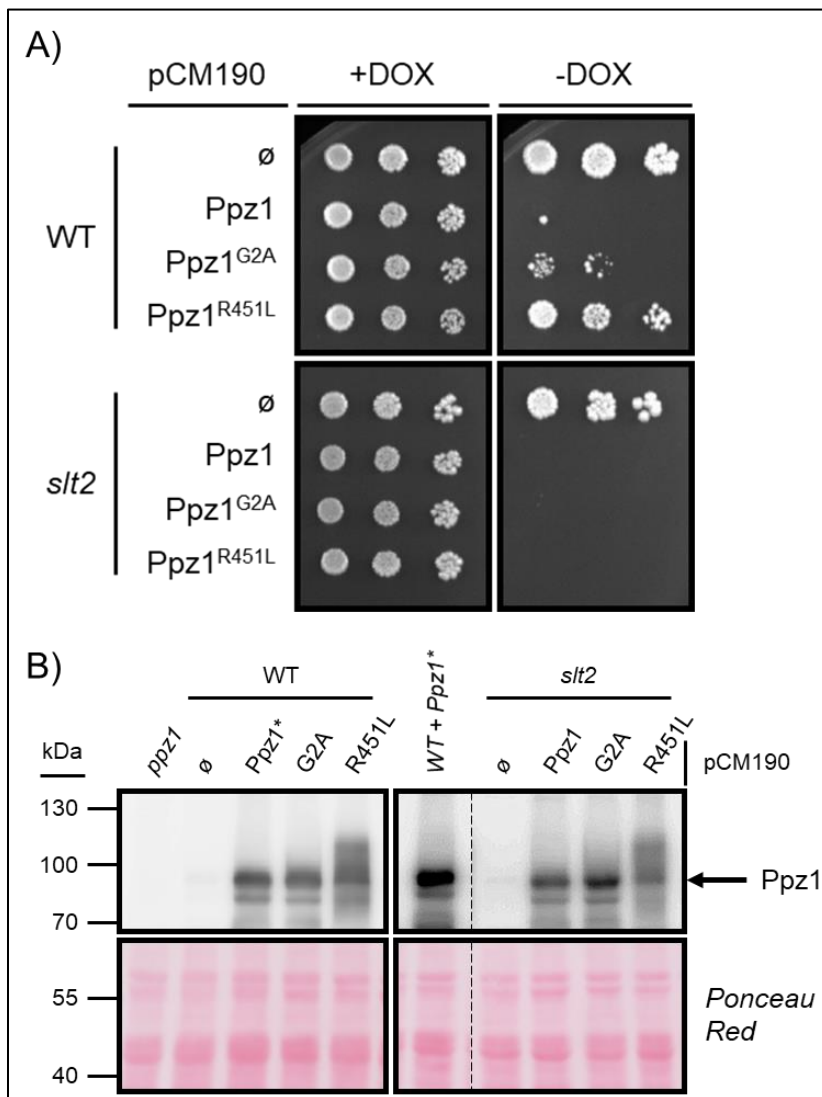 A)
pCM190 +DOX -DOX
WT
ø
Ppz1
Ppz1G2A
Ppz1R451L
slt2
ø
Ppz1
Ppz1G2A
Ppz1R451L
B)
WT slt2
kDa ppz1 ø Ppz1* G2A R451L WT + Ppz1* ø Ppz1 G2A R451L pCM190
130
100
70
Ppz1
55
40
Ponceau
Red